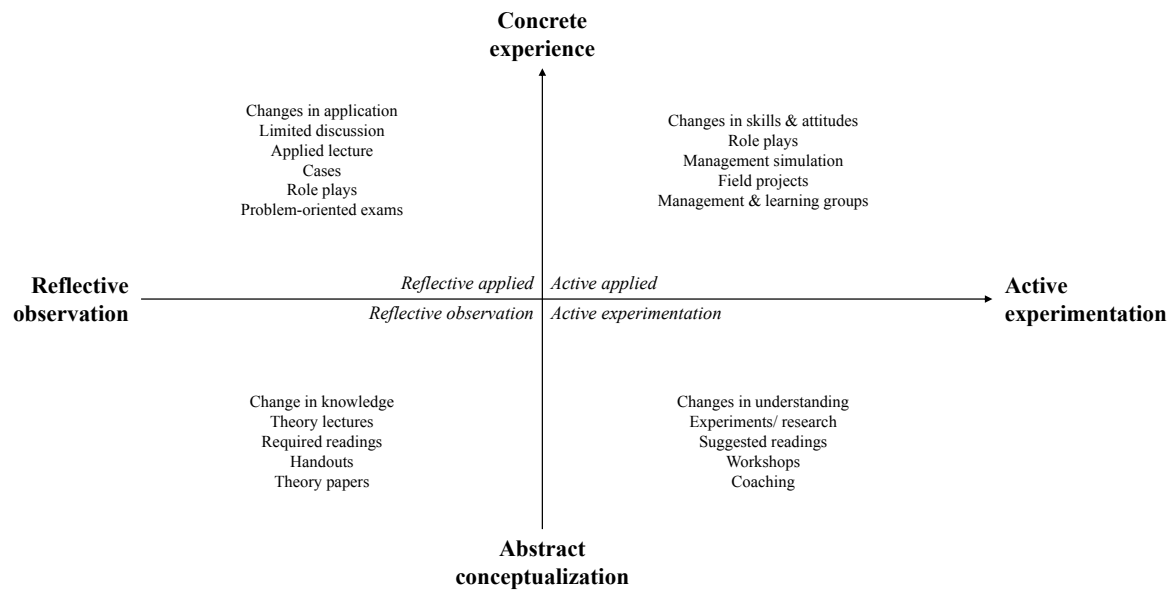 Concrete
experience
Changes in application
Limited discussion
Applied lecture
Cases
Role plays
Problem-oriented exams
Changes in skills & attitudes
Role plays
Management simulation
Field projects
Management & learning groups
Reflective
observation
Reflective applied
Active applied
Reflective observation
Active experimentation
Active
experimentation
Change in knowledge
Theory lectures
Required readings
Handouts
Theory papers
Changes in understanding
Experiments/ research
Suggested readings
Workshops
Coaching
Abstract
conceptualization